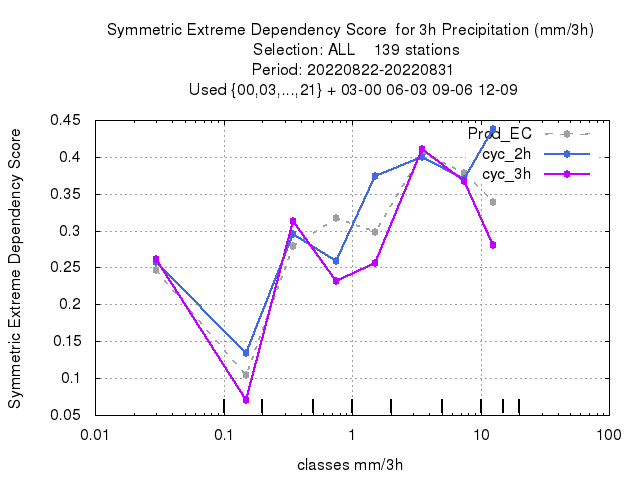 Symmetric Extreme Dependency Score  for 3h Precipitation (mm/3h)
Selection: ALL    139 stations
Period: 20220822-20220831
Used {00,03,...,21} + 03-00 06-03 09-06 12-09
Symmetric Extreme Dependency Score
0.45
0.4
0.35
0.3
0.25
0.2
0.15
0.1
0.05
Prod_EC
cyc_2h
cyc_3h
0.01 0.1 1 10 100
classes mm/3h